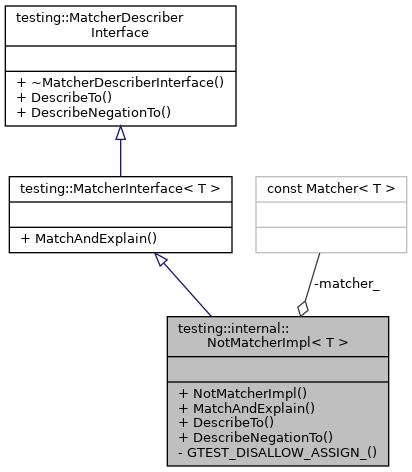 testing::MatcherDescriber
Interface
+ ~MatcherDescriberInterface()
+ DescribeTo()
+ DescribeNegationTo()
testing::MatcherInterface< T >
+ MatchAndExplain()
const Matcher< T >
-matcher_
testing::internal::
NotMatcherImpl< T >
+ NotMatcherImpl()
+ MatchAndExplain()
+ DescribeTo()
+ DescribeNegationTo()
- GTEST_DISALLOW_ASSIGN_()